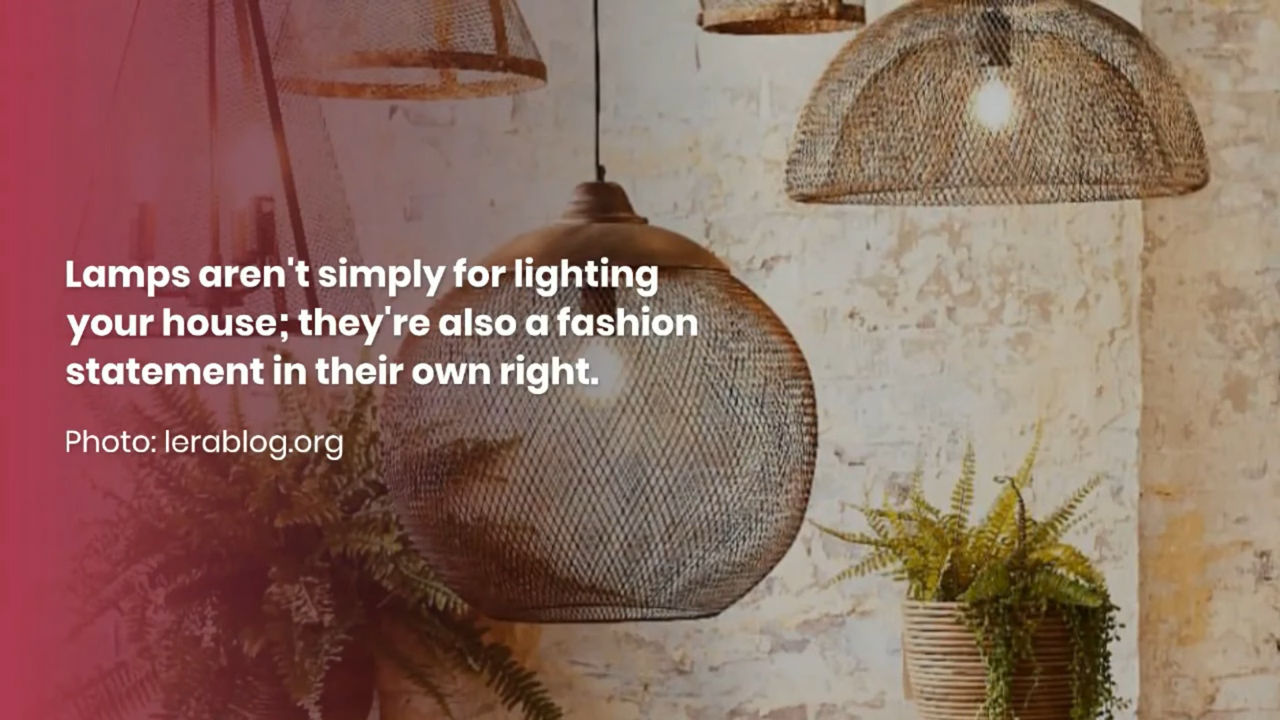 Lamps aren't simply for lighting
your house; they're also a fashion
statement in their own right.
Photo: lerablog.org